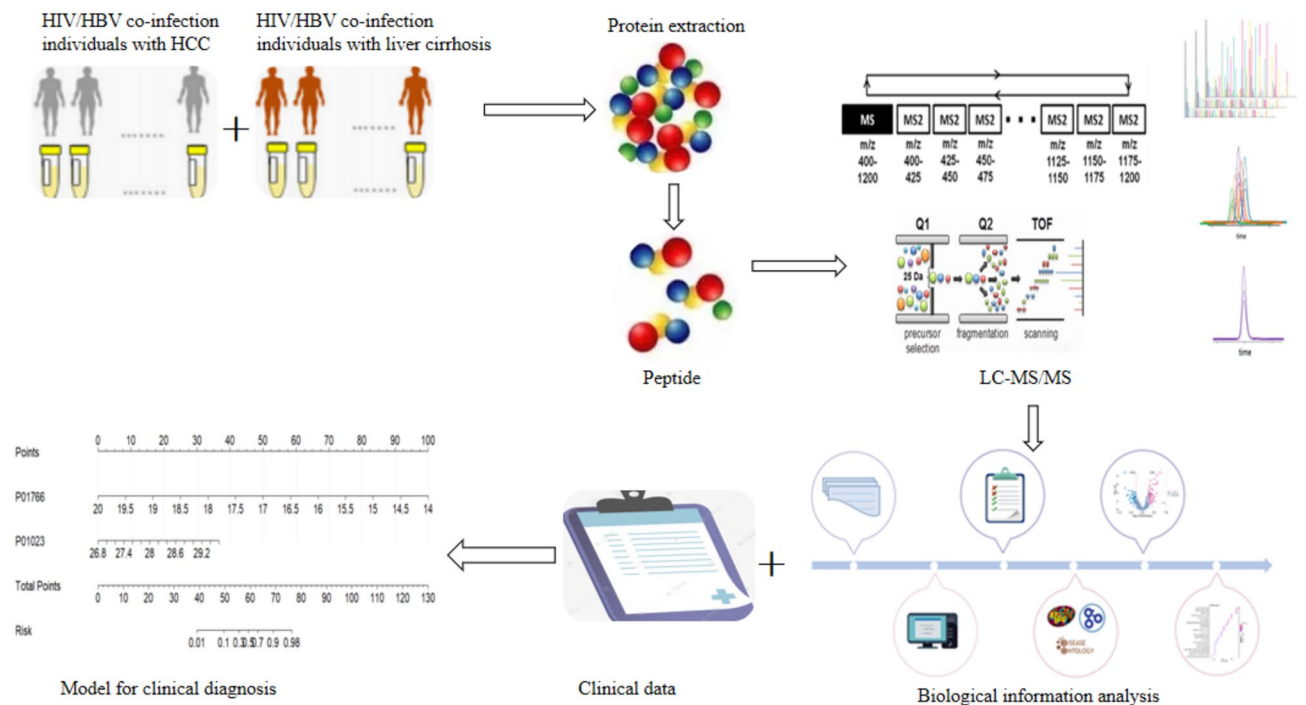 HIV/HBV co-infection
individuals with HCC
HIV/HBV co-infection
individuals with liver cirrhosis
Protein extraction
MS MS2 MS2 MS2 MS2 MS2 MS2
m/z m/z m/z m/z m/z m/z m/z
400- 400- 425- 450- 1125- 1150- 1175-
1200 425 450 475 1150 1175 1200
time
Q1 Q2 TOF
25 Da
precursor fragmentation scanning
selection
time
Peptide
LC-MS/MS
0 10 20 30 40 50 60 70 80 90 100
Points
P01766
20 19.5 19 18.5 18 17.5 17 16.5 16 15.5 15 14.5 14
P01023
26.8 27.4 28 28.6 29.2
Total Points
0 10 20 30 40 50 60 70 80 90 100 110 120 130
Risk
0.01 0.1 0.3 0.5 0.7 0.9 0.98
Model for clinical diagnosis
Clinical data
Biological information analysis